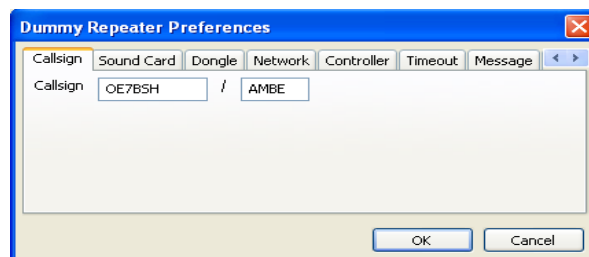 Dummy Repeater Preferences
Callsign Sound Card Dongle Network Controller Timeout Message
Callsign OE7BSH / AMBE
OK Cancel